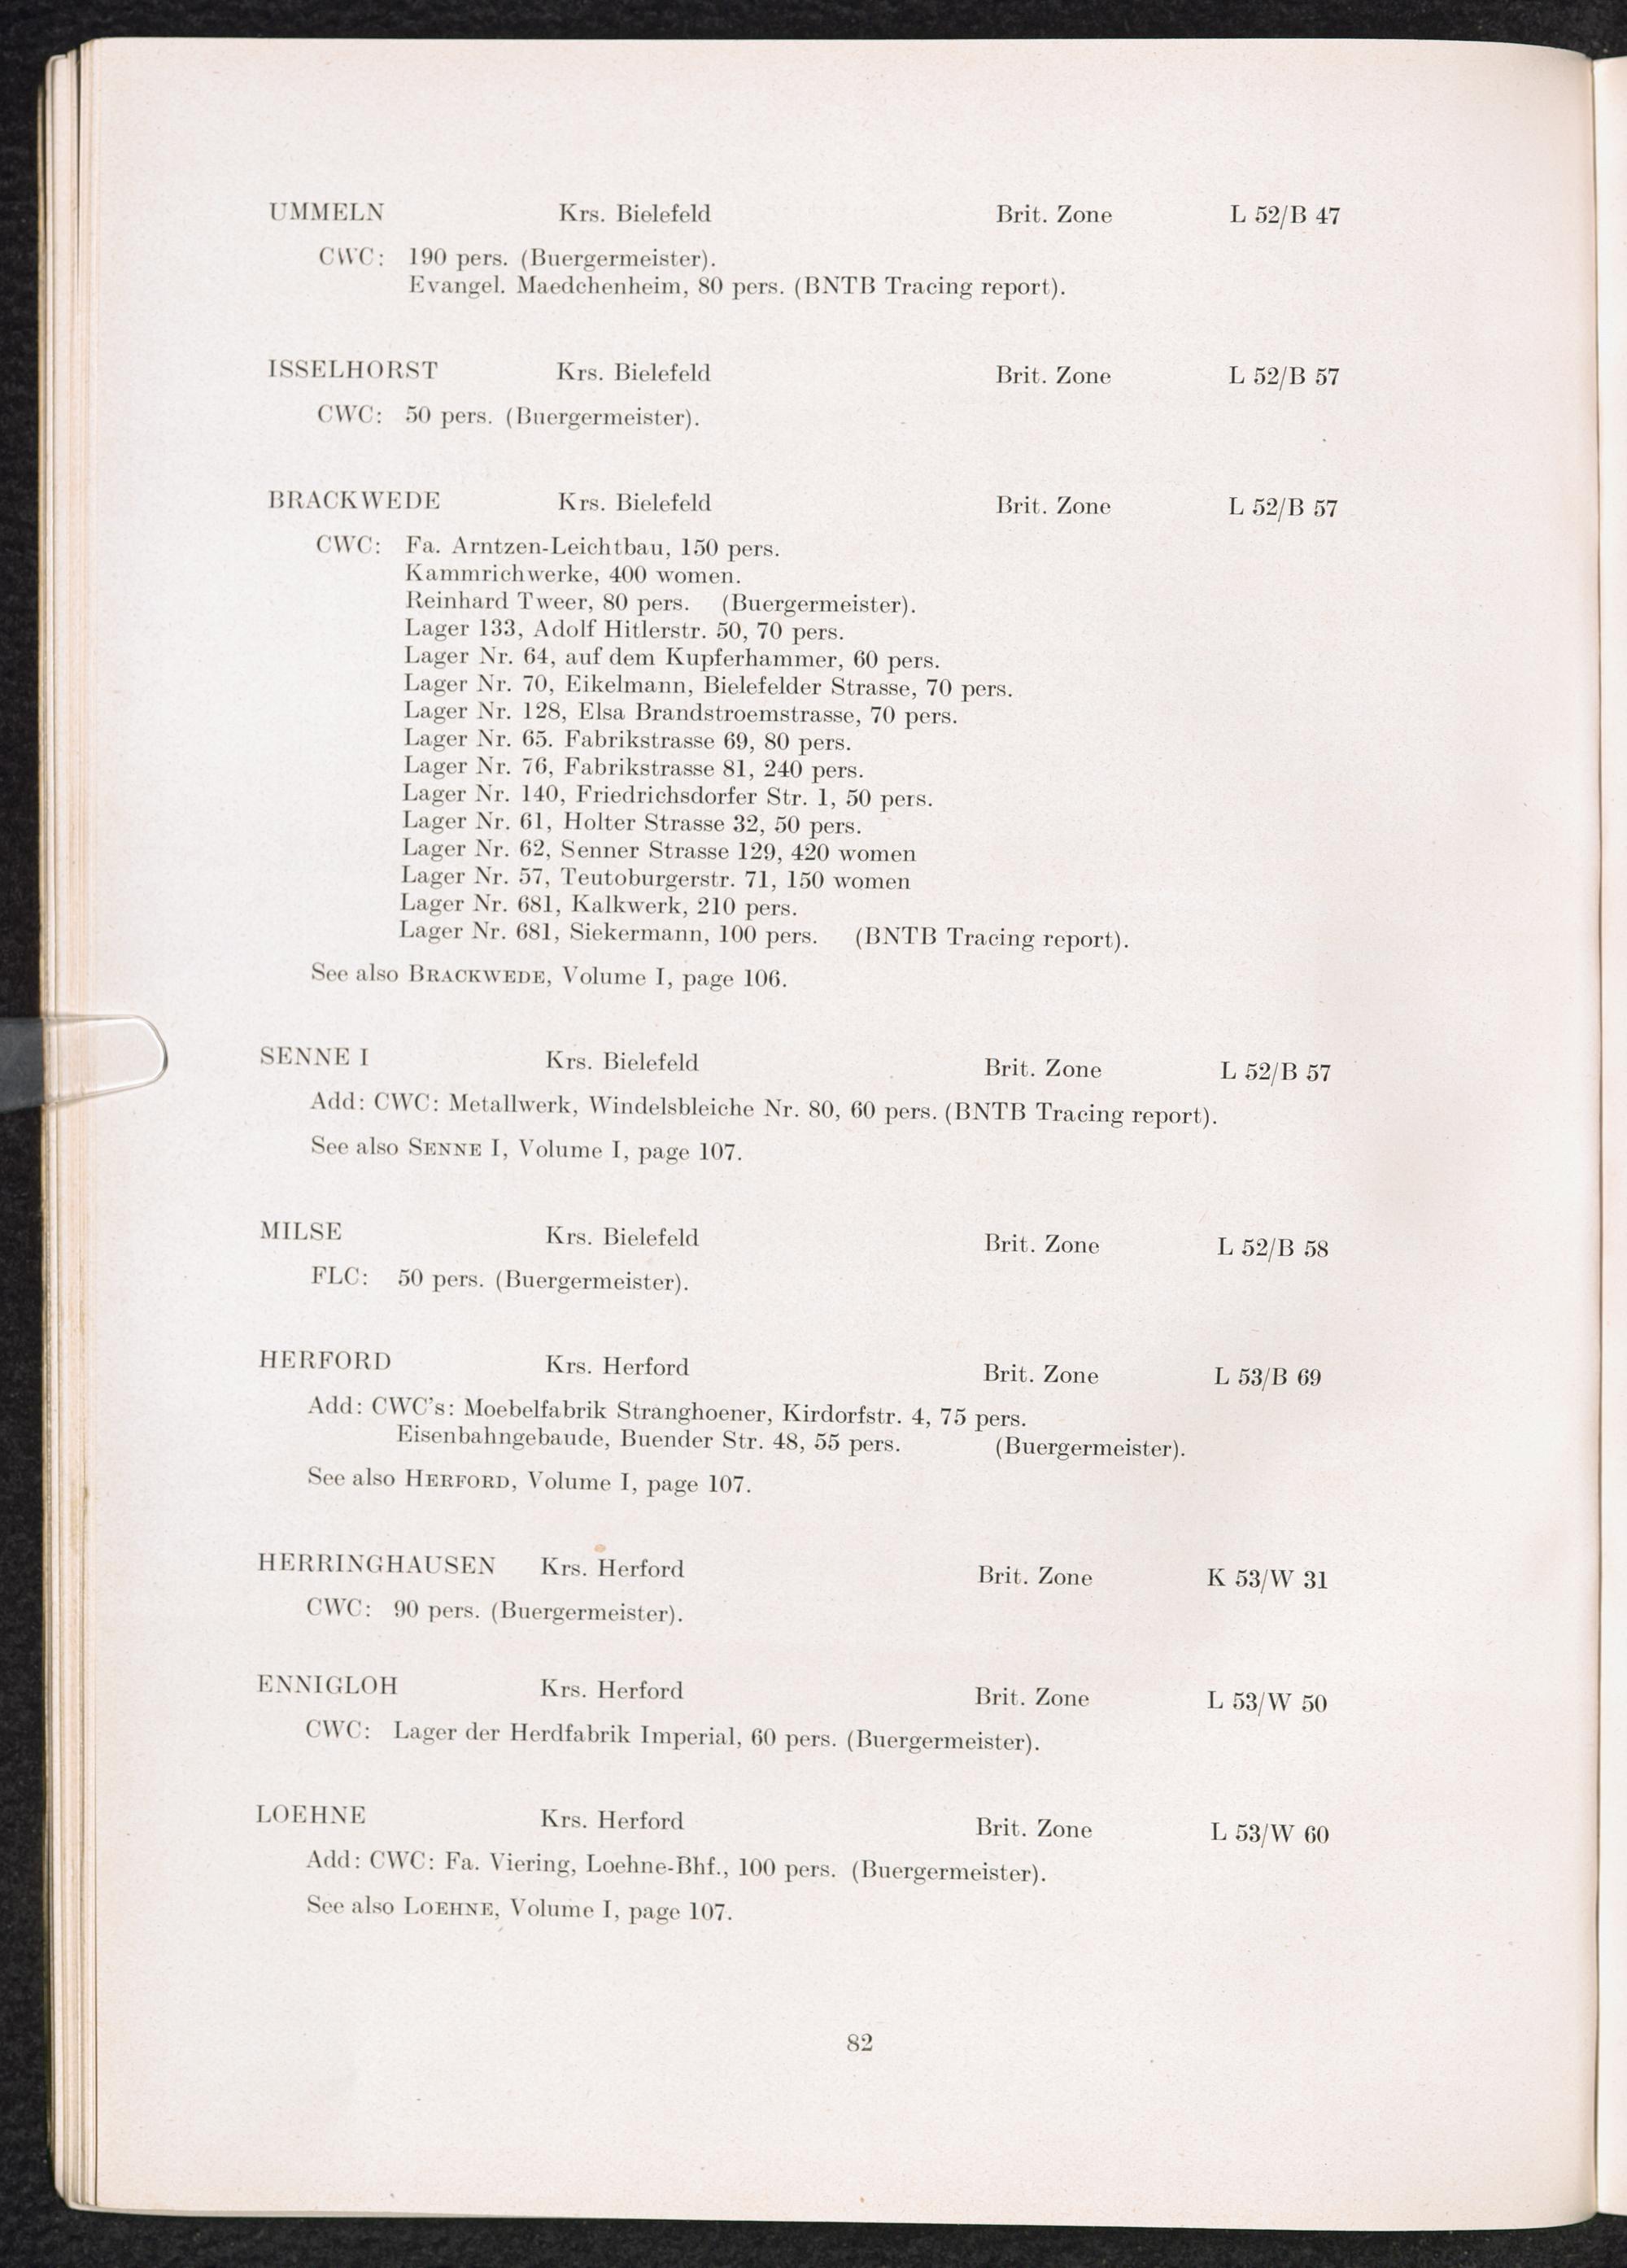 UMMELN Krs. Bielefeld Brit. Zone L 52/B 47
CWC: 190 pers. (Buergermeister).
Evangel. Maedchenheim, 80 pers. (BNTB Tracing report).
ISSELHORST Krs. Bielefeld Brit. Zone L 52/B 57
CWC: 50 pers. (Buergermeister).
BRACKWEDE Krs. Bielefeld Brit. Zone L 52/B 57
CWC: Fa. Arntzen-Leichtbau, 150 pers.
Kammrichwerke, 400 women.
Reinhard Tweer, 80 pers. (Buergermeister).
Lager 133, Adolf Hitlerstr. 50, 70 pers.
Lager Nr. 64, auf dem Kupferhammer, 60 pers.
Lager Nr. 70, Eikelmann, Bielefelder Strasse, 70 pers.
Lager Nr. 128, Elsa Brandstroemstrasse, 70 pers.
Lager Nr. 65. Fabrikstrasse 69, 80 pers.
Lager Nr. 76, Fabrikstrasse 81, 240 pers.
Lager Nr. 140, Friedrichsdorfer Str. 1, 50 pers.
Lager Nr. 61, Holter Strasse 32, 50 pers.
Lager Nr. 62, Senner Strasse 129, 420 women
Lager Nr. 57, Teutoburgerstr. 71, 150 women
Lager Nr. 681, Kalkwerk, 210 pers.
Lager Nr. 681, Siekermann, 100 pers. (BNTB Tracing report).
See also BRACKWEDE, Volume I, page 106.
SENNE I Krs. Bielefeld Brit. Zone L 52/B 57
Add: CWC: Metallwerk, Windelsbleiche Nr. 80, 60 pers. (BNTB Tracing report).
See also SENNE I, Volume I, page 107.
MILSE Krs. Bielefeld Brit. Zone L 52/B 58
FLC: 50 pers. (Buergermeister).
HERFORD Krs. Herford Brit. Zone L 53/B 69
Add: CWC's: Moebelfabrik Stranghoener, Kirdorfstr. 4, 75 pers.
Eisenbahngebaude, Buender Str. 48, 55 pers. (Buergermeister).
See also HERFORD, Volume I, page 107.
HERRINGHAUSEN Krs. Herford Brit. Zone K 53/W 31
CWC: 90 pers. (Buergermeister).
ENNIGLOH Krs. Herford Brit. Zone L 53/W 50
CWC: Lager der Herdfabrik Imperial, 60 pers. (Buergermeister).
LOEHNE Krs. Herford Brit. Zone L 53/W 60
Add: CWC: Fa. Viering, Loehne-Bhf., 100 pers. (Buergermeister).
See also LOEHNE, Volume I, page 107.
82